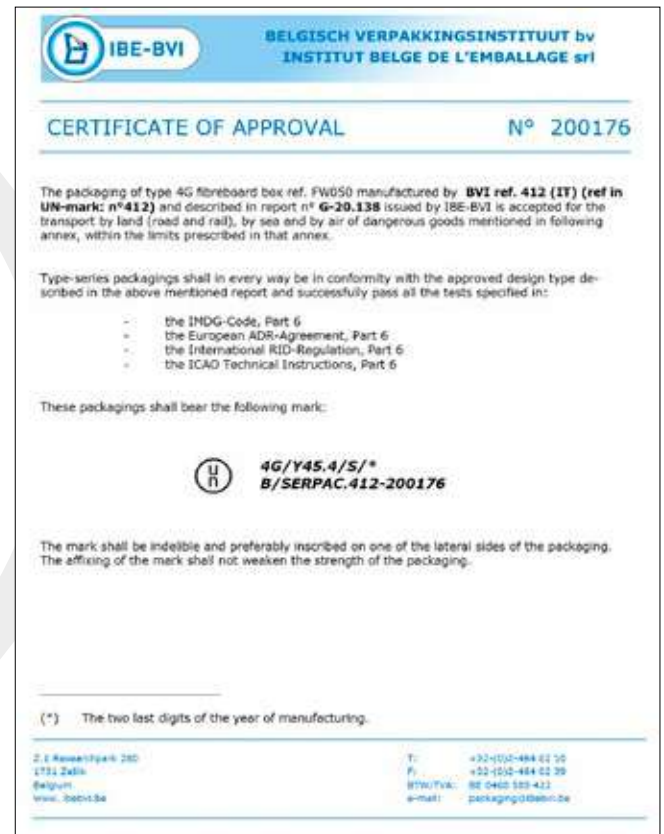 IBE-BVI
BELGISCH VERPAKKINGSINSTITUUT bv
INSTITUT BELGE DE L'EMBALLAGE srl
CERTIFICATE OF APPROVAL N° 200176
The packaging of type 4G fibreboard box ref. FW050 manufactured by BVI ref. 412 (IT) (ref in
UN-mark: n°412) and described in report n° G-20.138 issued by IBE-BVI is accepted for the
transport by land (road and rail), by sea and by air of dangerous goods mentioned in following
annex, within the limits prescribed in that annex.
Type-series packagings shall in every way be in conformity with the approved design type de-
scribed in the above mentioned report and successfully pass all the tests specified in:
- the IMDG-Code, Part 6
- the European ADR-Agreement, Part 6
- the International RID-Regulation, Part 6
- the ICAO Technical Instructions, Part 6
These packagings shall bear the following mark:
un
4G/Y45.4/S/*
B/SERPAC.412-200176
The mark shall be indelible and preferably inscribed on one of the lateral sides of the packaging.
The affixing of the mark shall not weaken the strength of the packaging.
(*) The two last digits of the year of manufacturing.
Z.1 Researchpark 280
1731 Zellik
Belgium
T:
F:
BTW/TVA:
e-mail: